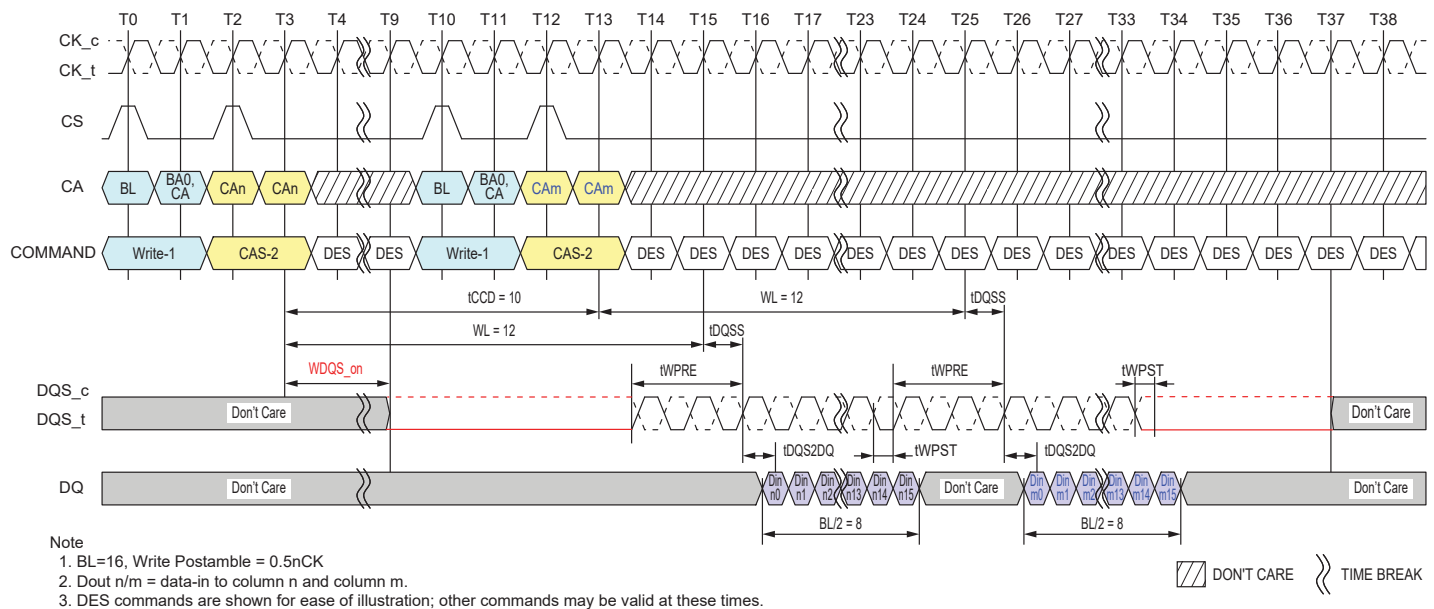 T0 T1 T2 T3 T4 T9 T10 T11 T12 T13 T14 T15 T16 T17 T23 T24 T25 T26 T27 T33 T34 T35 T36 T37 T38
CK_c
CK_t
CS
CA BL BA0, CA CAn CAn BL BA0, CA CAm CAm
COMMAND Write-1 CAS-2 DES DES Write-1 CAS-2 DES DES DES DES DES DES DES DES DES DES DES DES DES DES DES
tCCD = 10 WL = 12 tDQSS
WL = 12 tDQSS
WDQS_on tWPRE tWPRE tWPST
DQS_c
DQS_t Don't Care Don't Care
tDQS2DQ tWPST tDQS2DQ
DQ Don't Care Din n0 Din n1 Din n2 Din n13 Din n14 Din n15 Don't Care Din m0 Din m1 Din m2 Din m13 Din m14 Din m15 Don't Care
BL/2 = 8 BL/2 = 8
Note
1. BL=16, Write Postamble = 0.5nCK
2. Dout n/m = data-in to column n and column m.
3. DES commands are shown for ease of illustration; other commands may be valid at these times.
DON'T CARE TIME BREAK